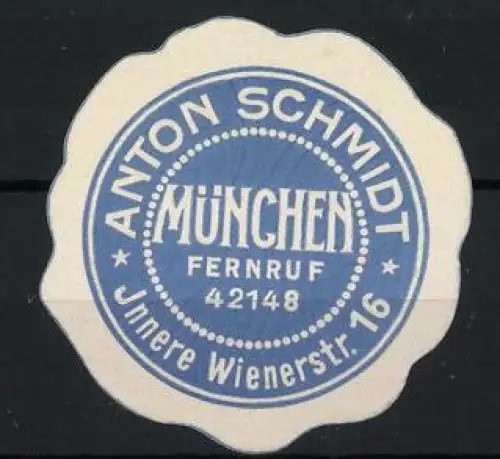 ANTON SCHMIDT
MÜNCHEN
FERNRUF
42148
Jnnere Wienerstr. 16